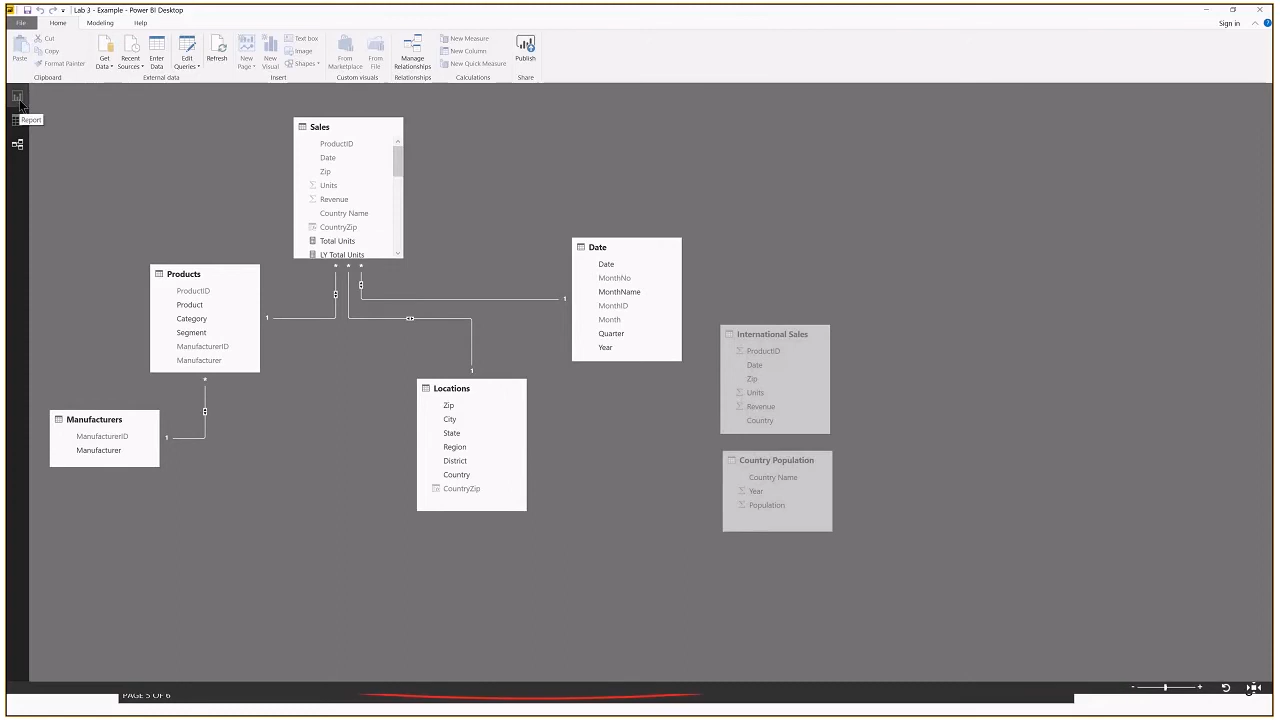 Lab 3 - Example - Power BI Desktop
File Home Modeling Help
Sign in
Paste
Cut
Copy
Format Painter
Clipboard
Get Data
Recent Sources
Enter Data
Edit Queries
External data
Refresh
New Page
New Visual
Text box
Image
Shapes
Insert
From Marketplace
From File
Custom visuals
Manage Relationships
Relationships
New Measure
New Column
New Quick Measure
Calculations
Publish
Share
Report
Sales
ProductID
Date
Zip
Units
Revenue
Country Name
CountryZip
Total Units
LY Total Units
* * *
Products
ProductID
Product
Category
Segment
ManufacturerID
Manufacturer
1
*
Manufacturers
ManufacturerID
Manufacturer
1
Date
Date
MonthNo
MonthName
MonthID
Month
Quarter
Year
1
Locations
Zip
City
State
Region
District
Country
CountryZip
1
International Sales
ProductID
Date
Zip
Units
Revenue
Country
Country Population
Country Name
Year
Population
PAGE 5 OF 6